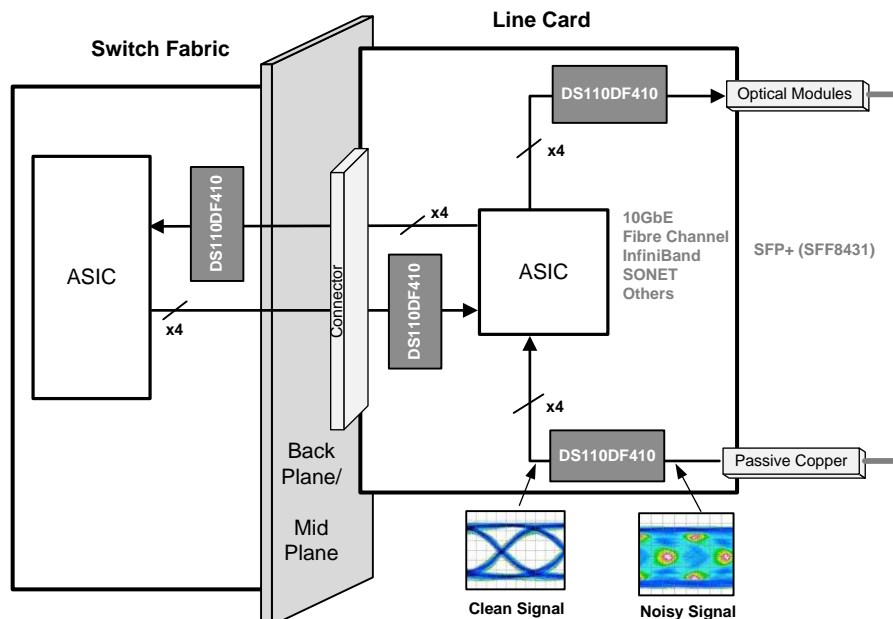 Switch Fabric
Line Card
DS110DF410
Optical Modules
x4
DS110DF410
x4
ASIC
ASIC
10GbE
Fibre Channel
InfiniBand
SONET
Others
SFP+ (SFF8431)
Connector
DS110DF410
x4
x4
DS110DF410
Passive Copper
Back
Plane/
Mid
Plane
Clean Signal
Noisy Signal